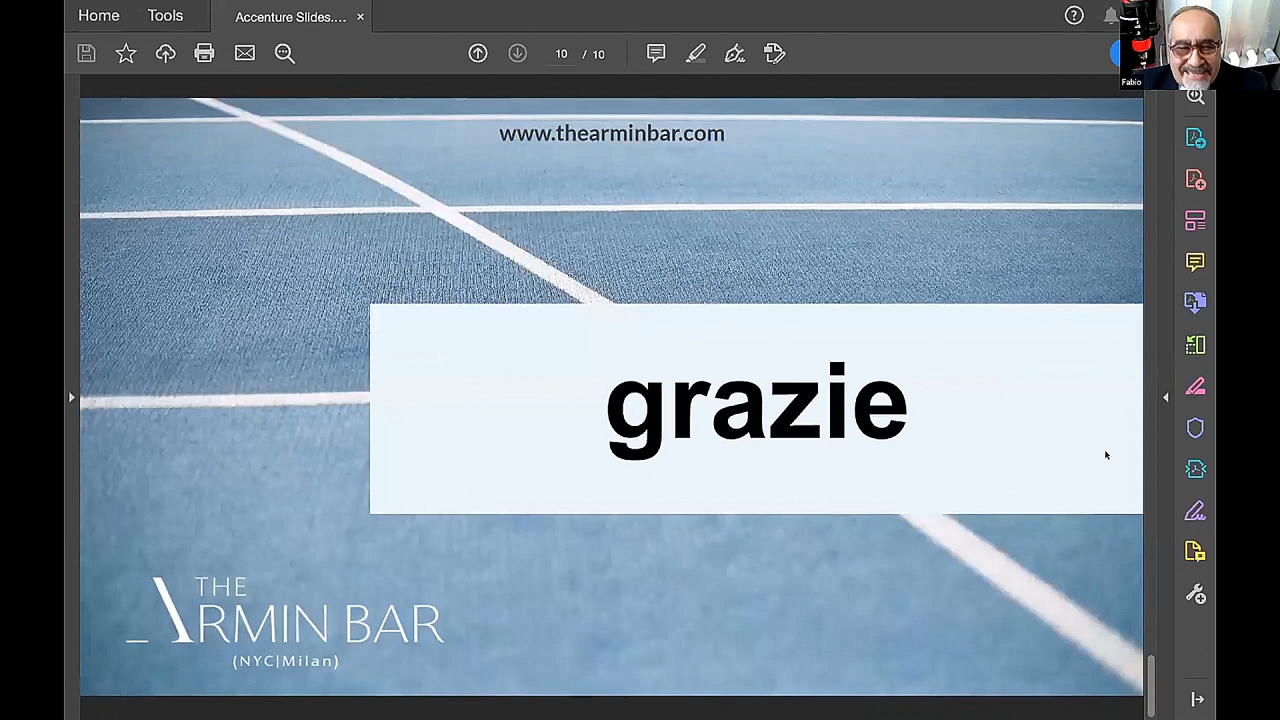 Home
Tools
Accenture Slides....
10 / 10
Fabio
www.thearminbar.com
grazie
THE
ARMIN BAR
(NYC|Milan)